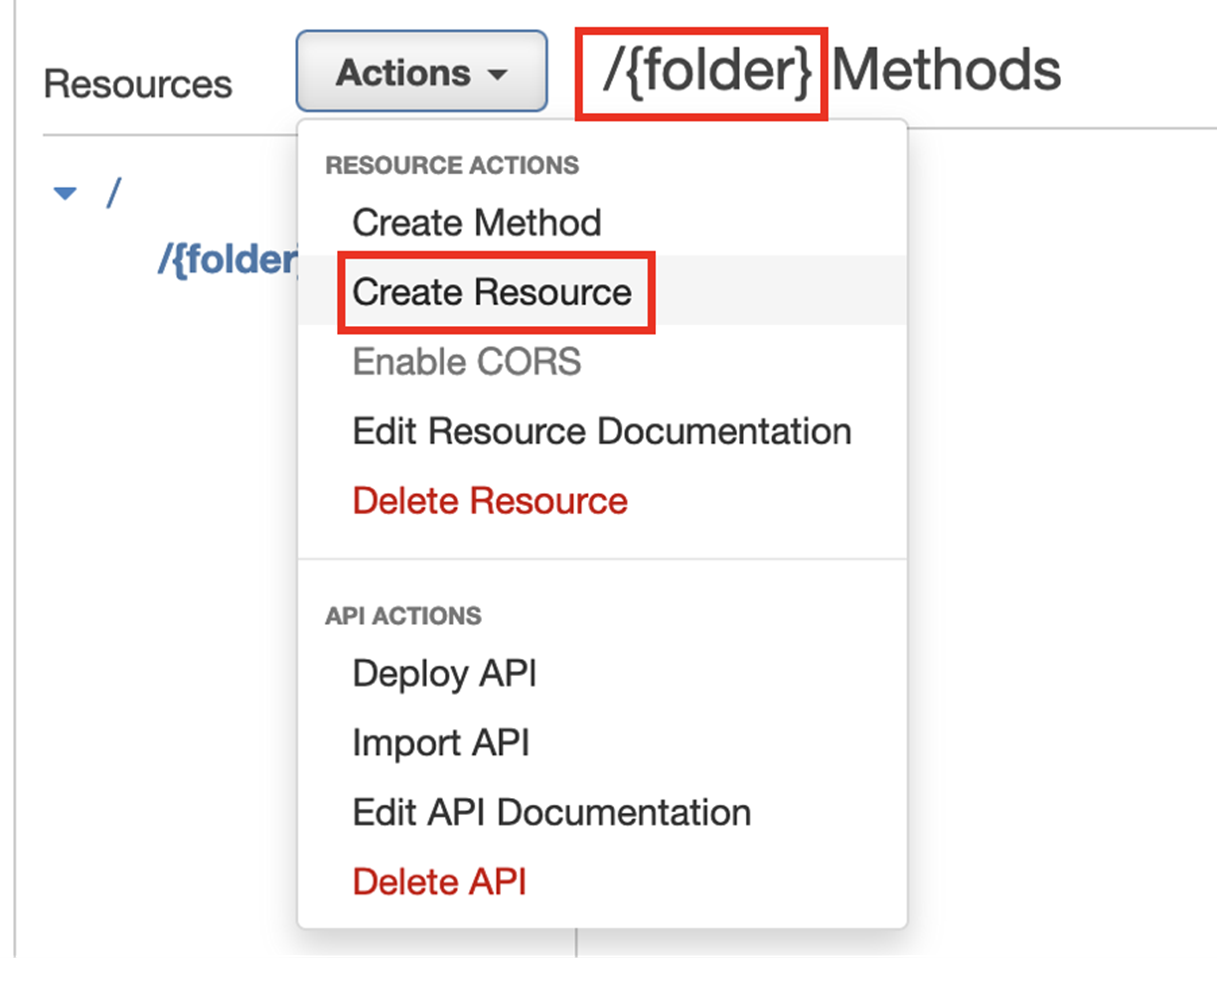 Resources
Actions
/{folder} Methods
/
/{folder}
RESOURCE ACTIONS
Create Method
Create Resource
Enable CORS
Edit Resource Documentation
Delete Resource
API ACTIONS
Deploy API
Import API
Edit API Documentation
Delete API